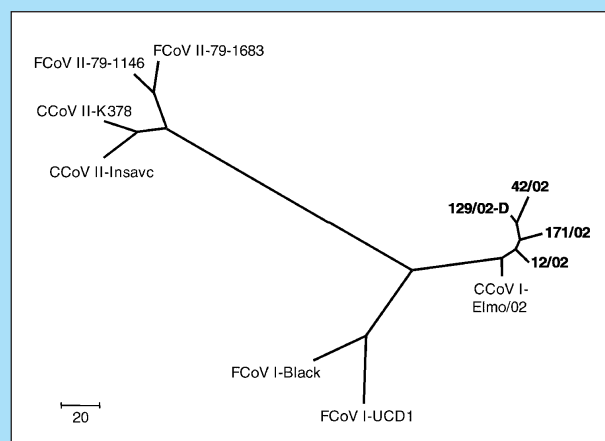 FCoV II-79-1683
FCoV II-79-1146
CCoV II-K378
CCoV II-Insavc
42/02
129/02-D
171/02
12/02
CCoV I-
Elmo/02
FCoV I-Black
FCoV I-UCD1
20